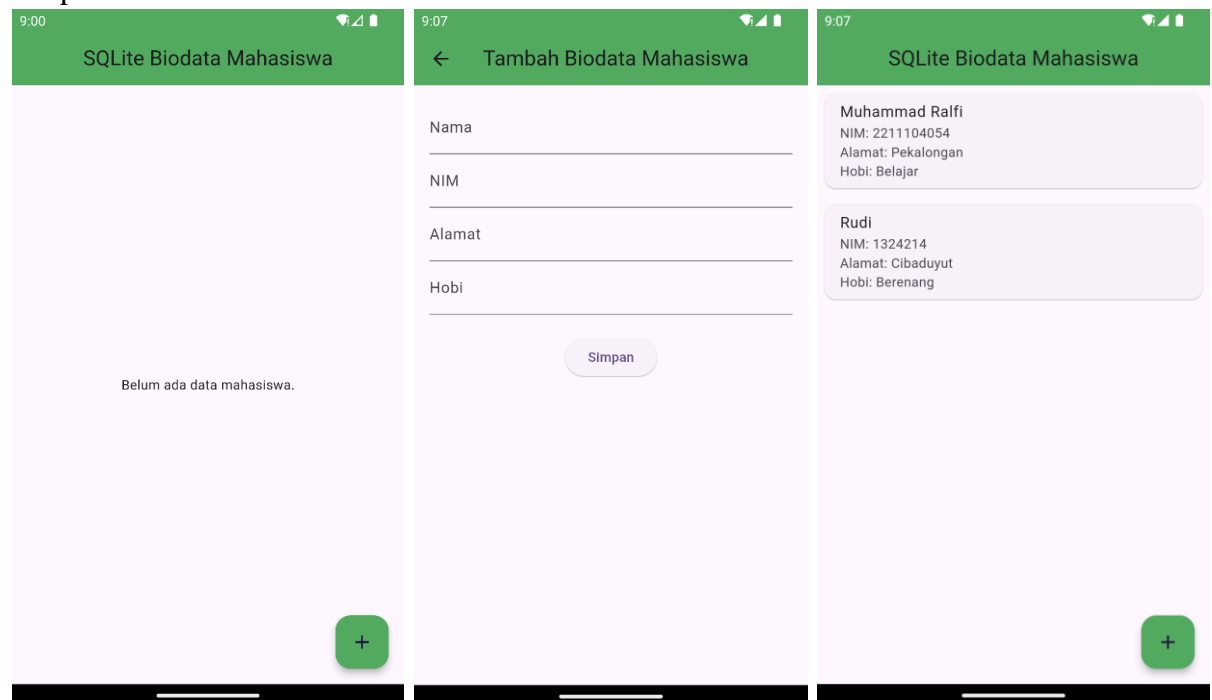 9:00
SQLite Biodata Mahasiswa
Belum ada data mahasiswa.
+
9:07
Tambah Biodata Mahasiswa
Nama
NIM
Alamat
Hobi
Simpan
9:07
SQLite Biodata Mahasiswa
Muhammad Ralfi
NIM: 2211104054
Alamat: Pekalongan
Hobi: Belajar
Rudi
NIM: 1324214
Alamat: Cibaduyut
Hobi: Berenang
+